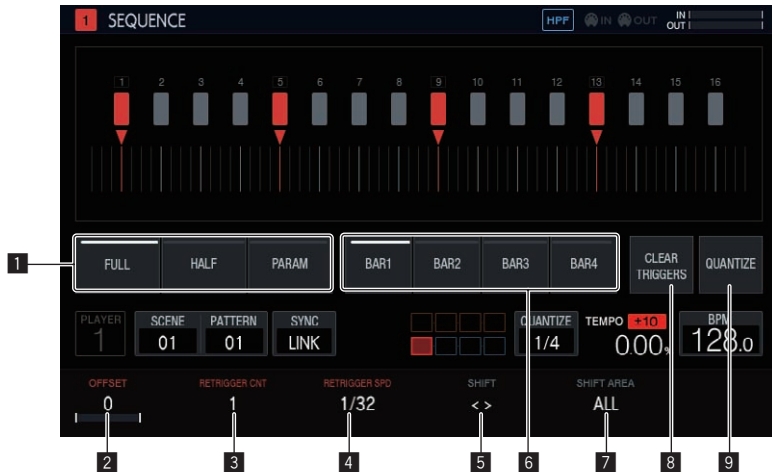 1 SEQUENCE HPF IN OUT IN
OUT
1 2 3 4 5 6 7 8 9 10 11 12 13 14 15 16
1 FULL HALF PARAM BAR1 BAR2 BAR3 BAR4 CLEAR TRIGGERS QUANTIZE
PLAYER 1 SCENE 01 PATTERN 01 SYNC LINK QUANTIZE 1/4 TEMPO ±10 0.00% BPM 128.0
OFFSET RETRIGGER CNT RETRIGGER SPD SHIFT SHIFT AREA
0 1 1/32 < > ALL
2 3 4 5 6 7 8 9